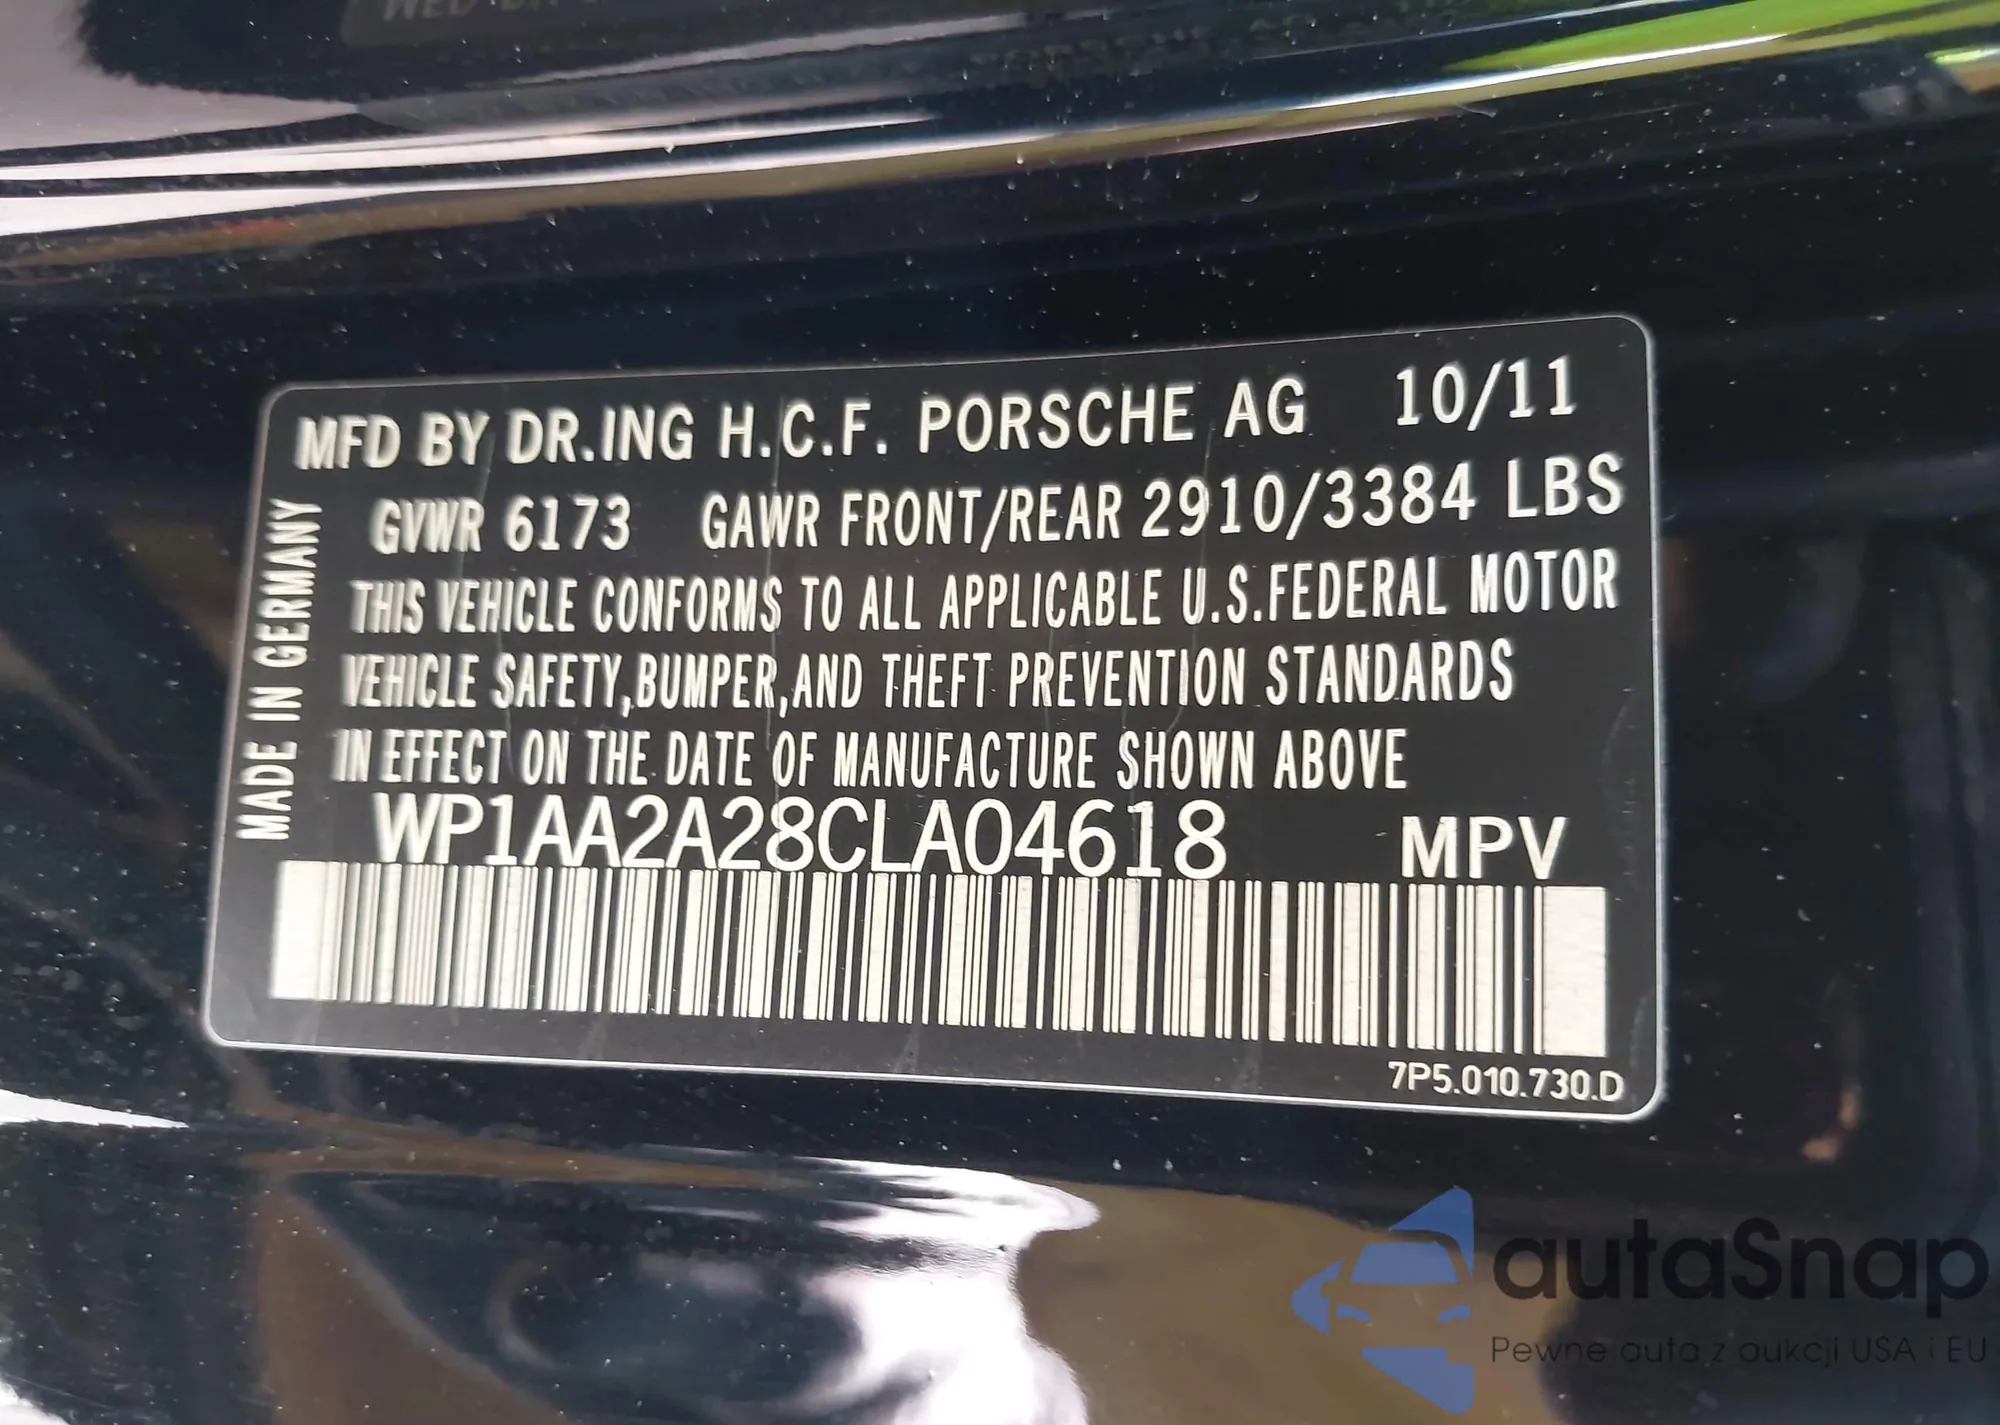 MFD BY DR.ING H.C.F. PORSCHE AG 10/11
GVWR 6173 GAWR FRONT/REAR 2910/3384 LBS
THIS VEHICLE CONFORMS TO ALL APPLICABLE U.S.FEDERAL MOTOR
VEHICLE SAFETY,BUMPER,AND THEFT PREVENTION STANDARDS
IN EFFECT ON THE DATE OF MANUFACTURE SHOWN ABOVE
WP1AA2A28CLA04618 MPV
MADE IN GERMANY
7P5.010.730.D
autaSnap
Pewne auta z aukcji USA i EU